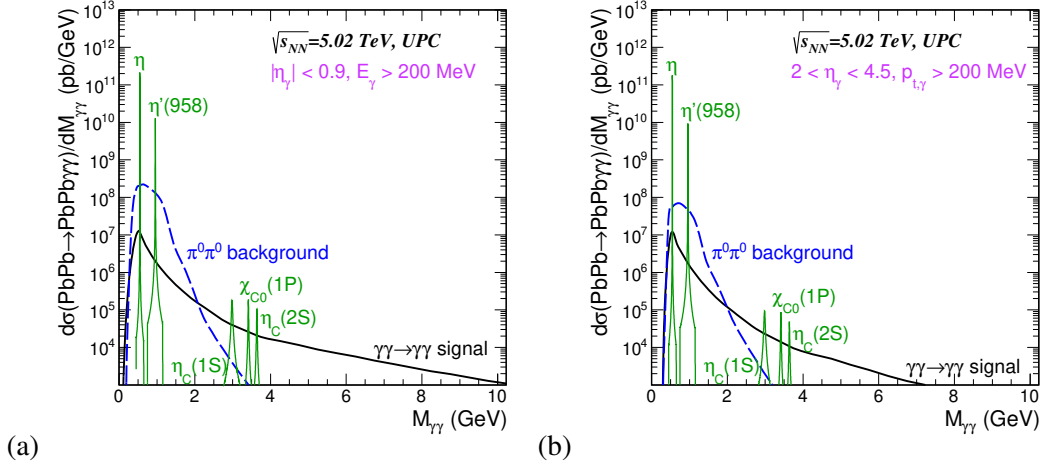 dσ(PbPb→PbPbγγ)/dM_γγ (pb/GeV)
10^13
10^12
10^11
10^10
10^9
10^8
10^7
10^6
10^5
10^4
√s_NN=5.02 TeV, UPC
|η_γ| < 0.9, E_γ > 200 MeV
η
η'(958)
π⁰π⁰ background
χ_C0(1P)
η_C(2S)
γγ→γγ signal
η_C(1S)
0 2 4 6 8 10
M_γγ (GeV)
(a)
dσ(PbPb→PbPbγγ)/dM_γγ (pb/GeV)
10^13
10^12
10^11
10^10
10^9
10^8
10^7
10^6
10^5
10^4
√s_NN=5.02 TeV, UPC
2 < η_γ < 4.5, p_t,γ > 200 MeV
η
η'(958)
π⁰π⁰ background
χ_C0(1P)
η_C(2S)
η_C(1S)
γγ→γγ signal
0 2 4 6 8 10
M_γγ (GeV)
(b)